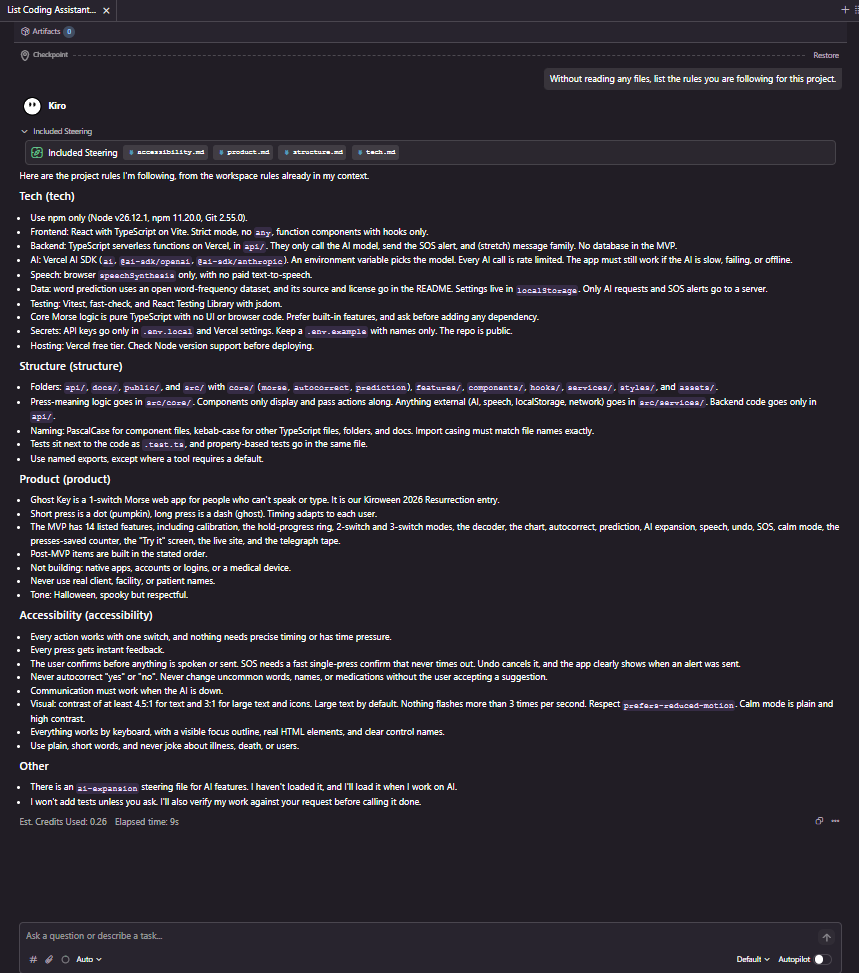 List Coding Assistant...
Artifacts 0
Checkpoint Restore
Without reading any files, list the rules you are following for this project.
Kiro
Included Steering
Included Steering accessibility.md product.md structure.md tech.md
Here are the project rules I'm following, from the workspace rules already in my context.
Tech (tech)
• Use npm only (Node v26.12.1, npm 11.20.0, Git 2.55.0).
• Frontend: React with TypeScript on Vite. Strict mode, no any, function components with hooks only.
• Backend: TypeScript serverless functions on Vercel, in api/. They only call the AI model, send the SOS alert, and (stretch) message family. No database in the MVP.
• AI: Vercel AI SDK (ai, @ai-sdk/openai, @ai-sdk/anthropic). An environment variable picks the model. Every AI call is rate limited. The app must still work if the AI is slow, failing, or offline.
• Speech: browser speechSynthesis only, with no paid text-to-speech.
• Data: word prediction uses an open word-frequency dataset, and its source and license go in the README. Settings live in localStorage. Only AI requests and SOS alerts go to a server.
• Testing: Vitest, fast-check, and React Testing Library with jsdom.
• Core Morse logic is pure TypeScript with no UI or browser code. Prefer built-in features, and ask before adding any dependency.
• Secrets: API keys go only in .env.local and Vercel settings. Keep a .env.example with names only. The repo is public.
• Hosting: Vercel free tier. Check Node version support before deploying.
Structure (structure)
• Folders: api/, docs/, public/, and src/ with core/ (morse, autocorrect, prediction), features/, components/, hooks/, services/, styles/, and assets/.
• Press-meaning logic goes in src/core/. Components only display and pass actions along. Anything external (AI, speech, localStorage, network) goes in src/services/. Backend code goes only in
api/.
• Naming: PascalCase for component files, kebab-case for other TypeScript files, folders, and docs. Import casing must match file names exactly.
• Tests sit next to the code as .test.ts, and property-based tests go in the same file.
• Use named exports, except where a tool requires a default.
Product (product)
• Ghost Key is a 1-switch Morse web app for people who can't speak or type. It is our Kiroween 2026 Resurrection entry.
• Short press is a dot (pumpkin), long press is a dash (ghost). Timing adapts to each user.
• The MVP has 14 listed features, including calibration, the hold-progress ring, 2-switch and 3-switch modes, the decoder, the chart, autocorrect, prediction, AI expansion, speech, undo, SOS, calm mode, the
presses-saved counter, the "Try it" screen, the live site, and the telegraph tape.
• Post-MVP items are built in the stated order.
• Not building: native apps, accounts or logins, or a medical device.
• Never use real client, facility, or patient names.
• Tone: Halloween, spooky but respectful.
Accessibility (accessibility)
• Every action works with one switch, and nothing needs precise timing or has time pressure.
• Every press gets instant feedback.
• The user confirms before anything is spoken or sent. SOS needs a fast single-press confirm that never times out. Undo cancels it, and the app clearly shows when an alert was sent.
• Never autocorrect "yes" or "no". Never change uncommon words, names, or medications without the user accepting a suggestion.
• Communication must work when the AI is down.
• Visual: contrast of at least 4.5:1 for text and 3:1 for large text and icons. Large text by default. Nothing flashes more than 3 times per second. Respect prefers-reduced-motion. Calm mode is plain and
high contrast.
• Everything works by keyboard, with a visible focus outline, real HTML elements, and clear control names.
• Use plain, short words, and never joke about illness, death, or users.
Other
• There is an ai-expansion steering file for AI features. I haven't loaded it, and I'll load it when I work on AI.
• I won't add tests unless you ask. I'll also verify my work against your request before calling it done.
Est. Credits Used: 0.26 Elapsed time: 9s
Ask a question or describe a task...
# Auto Default Autopilot